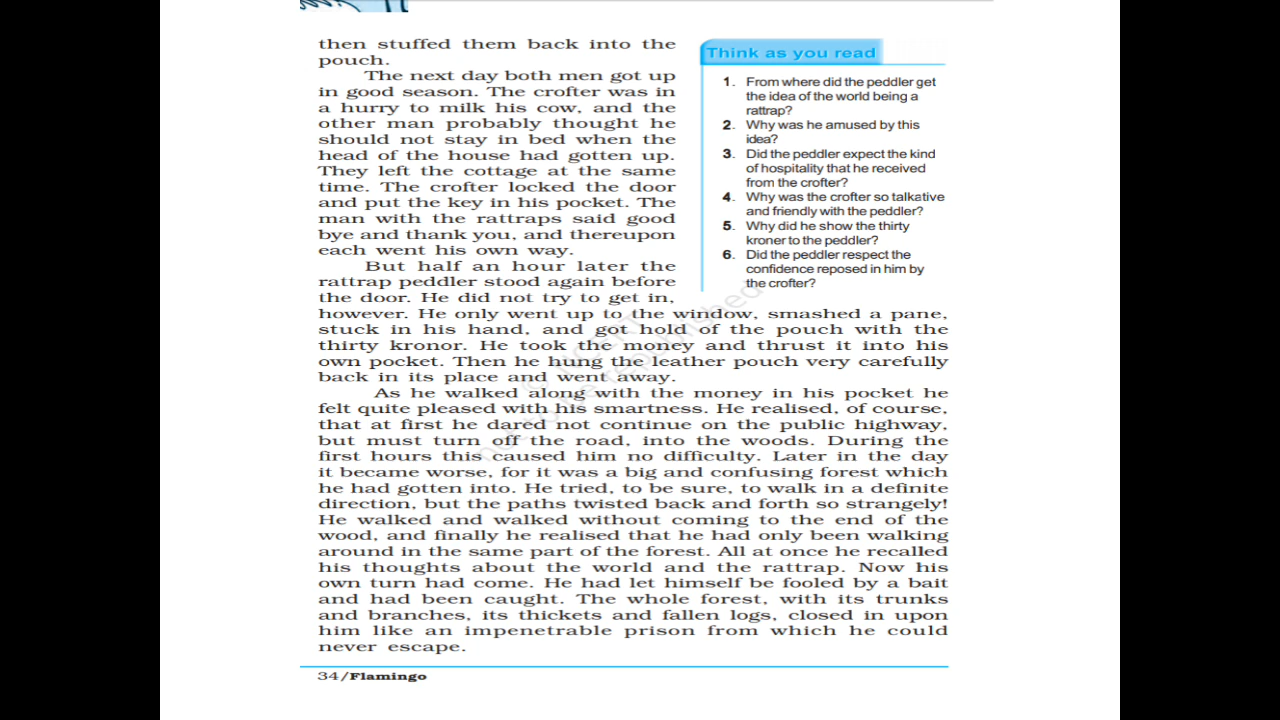 then stuffed them back into the
pouch.
The next day both men got up
in good season. The crofter was in
a hurry to milk his cow, and the
other man probably thought he
should not stay in bed when the
head of the house had gotten up.
They left the cottage at the same
time. The crofter locked the door
and put the key in his pocket. The
man with the rattraps said good
bye and thank you, and thereupon
each went his own way.
But half an hour later the
rattrap peddler stood again before
the door. He did not try to get in,
however. He only went up to the window, smashed a pane,
stuck in his hand, and got hold of the pouch with the
thirty kronor. He took the money and thrust it into his
own pocket. Then he hung the leather pouch very carefully
back in its place and went away.
As he walked along with the money in his pocket he
felt quite pleased with his smartness. He realised, of course,
that at first he dared not continue on the public highway,
but must turn off the road, into the woods. During the
first hours this caused him no difficulty. Later in the day
it became worse, for it was a big and confusing forest which
he had gotten into. He tried, to be sure, to walk in a definite
direction, but the paths twisted back and forth so strangely!
He walked and walked without coming to the end of the
wood, and finally he realised that he had only been walking
around in the same part of the forest. All at once he recalled
his thoughts about the world and the rattrap. Now his
own turn had come. He had let himself be fooled by a bait
and had been caught. The whole forest, with its trunks
and branches, its thickets and fallen logs, closed in upon
him like an impenetrable prison from which he could
never escape.
Think as you read
1. From where did the peddler get
the idea of the world being a
rattrap?
2. Why was he amused by this
idea?
3. Did the peddler expect the kind
of hospitality that he received
from the crofter?
4. Why was the crofter so talkative
and friendly with the peddler?
5. Why did he show the thirty
kroner to the peddler?
6. Did the peddler respect the
confidence reposed in him by
the crofter?
© NCERT
not to be republished
34/Flamingo